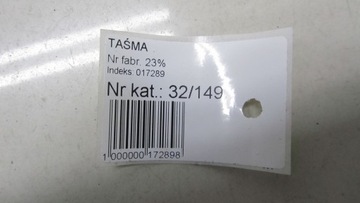 TAŚMA
Nr fabr. 23%
Indeks: 017289
Nr kat.: 32/149
1 000000 172898